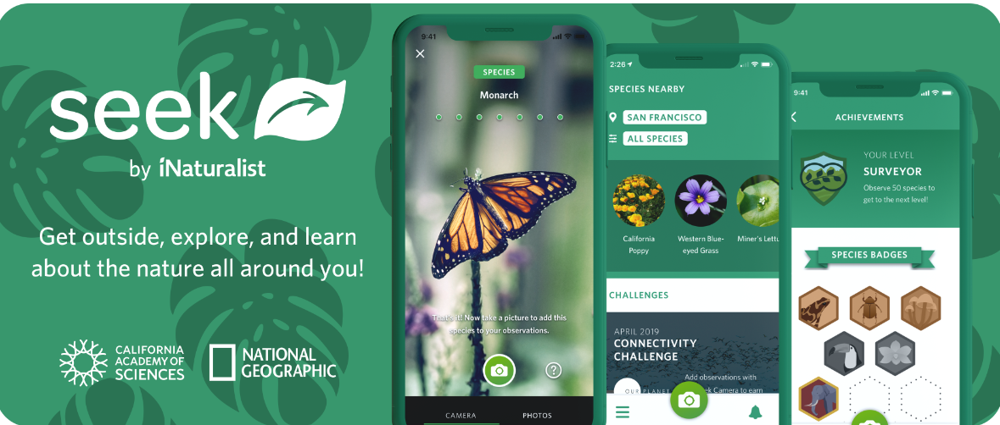 seek
by iNaturalist
Get outside, explore, and learn
about the nature all around you!
CALIFORNIA
ACADEMY OF
SCIENCES
NATIONAL
GEOGRAPHIC
9:41
SPECIES
Monarch
That's it! Now take a picture to add this
species to your observations.
?
CAMERA
PHOTOS
2:26
SPECIES NEARBY
SAN FRANCISCO
ALL SPECIES
California
Poppy
Western Blue-
eyed Grass
Miner's Lettu
CHALLENGES
APRIL 2019
CONNECTIVITY
CHALLENGE
OUR PLANET
Add observations with
ek Camera to earn
9:41
ACHIEVEMENTS
YOUR LEVEL
SURVEYOR
Observe 50 species to
get to the next level!
SPECIES BADGES